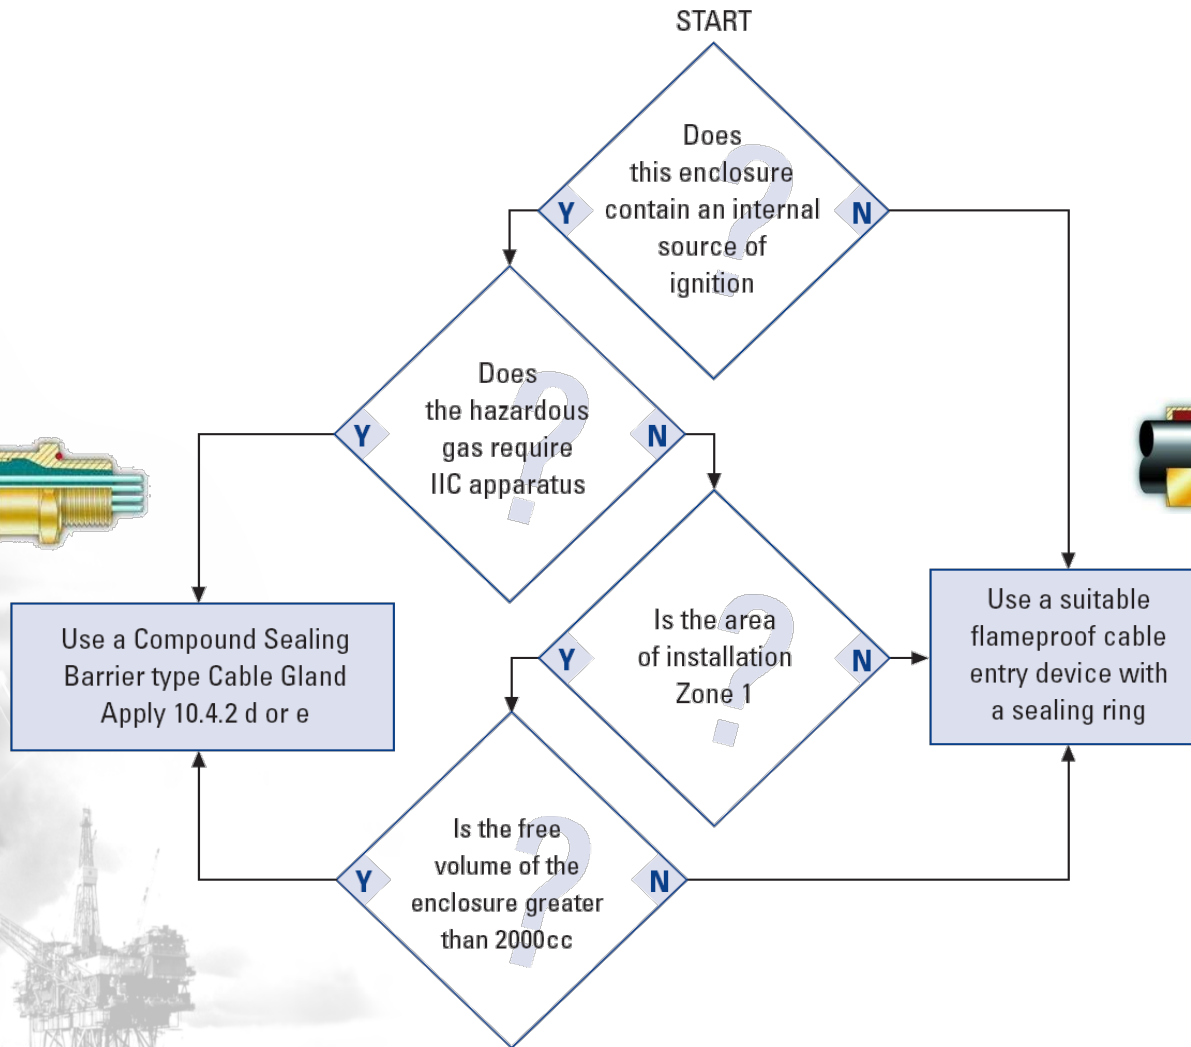 START
Does
this enclosure
contain an internal
source of
ignition
?
Y
N
Does
the hazardous
gas require
IIC apparatus
?
Y
N
Is the area
of installation
Zone 1
?
Y
N
Use a suitable
flameproof cable
entry device with
a sealing ring
Use a Compound Sealing
Barrier type Cable Gland
Apply 10.4.2 d or e
Is the free
volume of the
enclosure greater
than 2000cc
?
Y
N